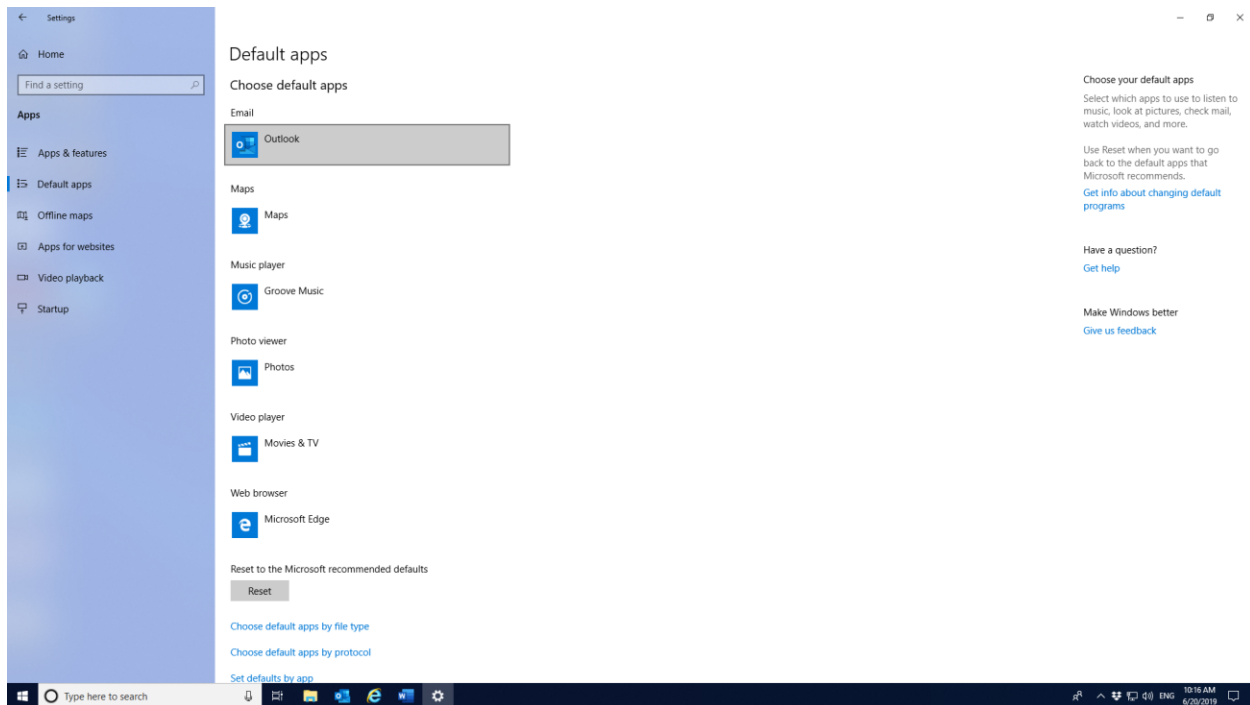 Settings
Home
Find a setting
Apps
Apps & features
Default apps
Offline maps
Apps for websites
Video playback
Startup
Default apps
Choose default apps
Email
Outlook
Maps
Maps
Music player
Groove Music
Photo viewer
Photos
Video player
Movies & TV
Web browser
Microsoft Edge
Reset to the Microsoft recommended defaults
Reset
Choose default apps by file type
Choose default apps by protocol
Set defaults by app
Choose your default apps
Select which apps to use to listen to
music, look at pictures, check mail,
watch videos, and more.
Use Reset when you want to go
back to the default apps that
Microsoft recommends.
Get info about changing default
programs
Have a question?
Get help
Make Windows better
Give us feedback
Type here to search
ENG
10:16 AM
6/20/2019